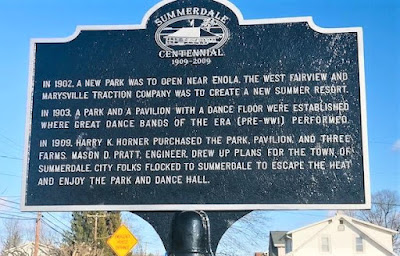 SUMMERDALE
CENTENNIAL
1909-2009
IN 1902, A NEW PARK WAS TO OPEN NEAR ENOLA. THE WEST FAIRVIEW AND
MARYSVILLE TRACTION COMPANY WAS TO CREATE A NEW SUMMER RESORT.
IN 1903, A PARK AND A PAVILION WITH A DANCE FLOOR WERE ESTABLISHED
WHERE GREAT DANCE BANDS OF THE ERA (PRE-WWI) PERFORMED.
IN 1909, HARRY K. HORNER PURCHASED THE PARK, PAVILION, AND THREE
FARMS. MASON D. PRATT, ENGINEER, DREW UP PLANS FOR THE TOWN OF
SUMMERDALE. CITY FOLKS FLOCKED TO SUMMERDALE TO ESCAPE THE HEAT
AND ENJOY THE PARK AND DANCE HALL.